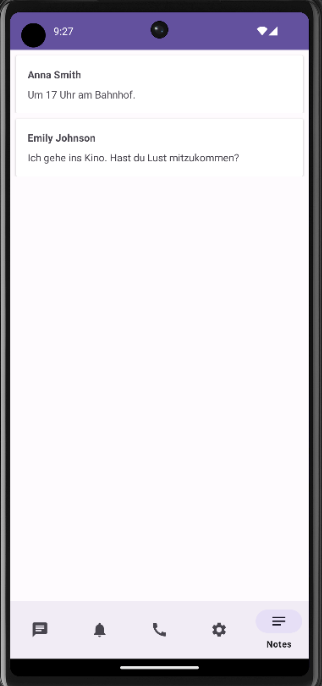 9:27
Anna Smith
Um 17 Uhr am Bahnhof.
Emily Johnson
Ich gehe ins Kino. Hast du Lust mitzukommen?
Notes